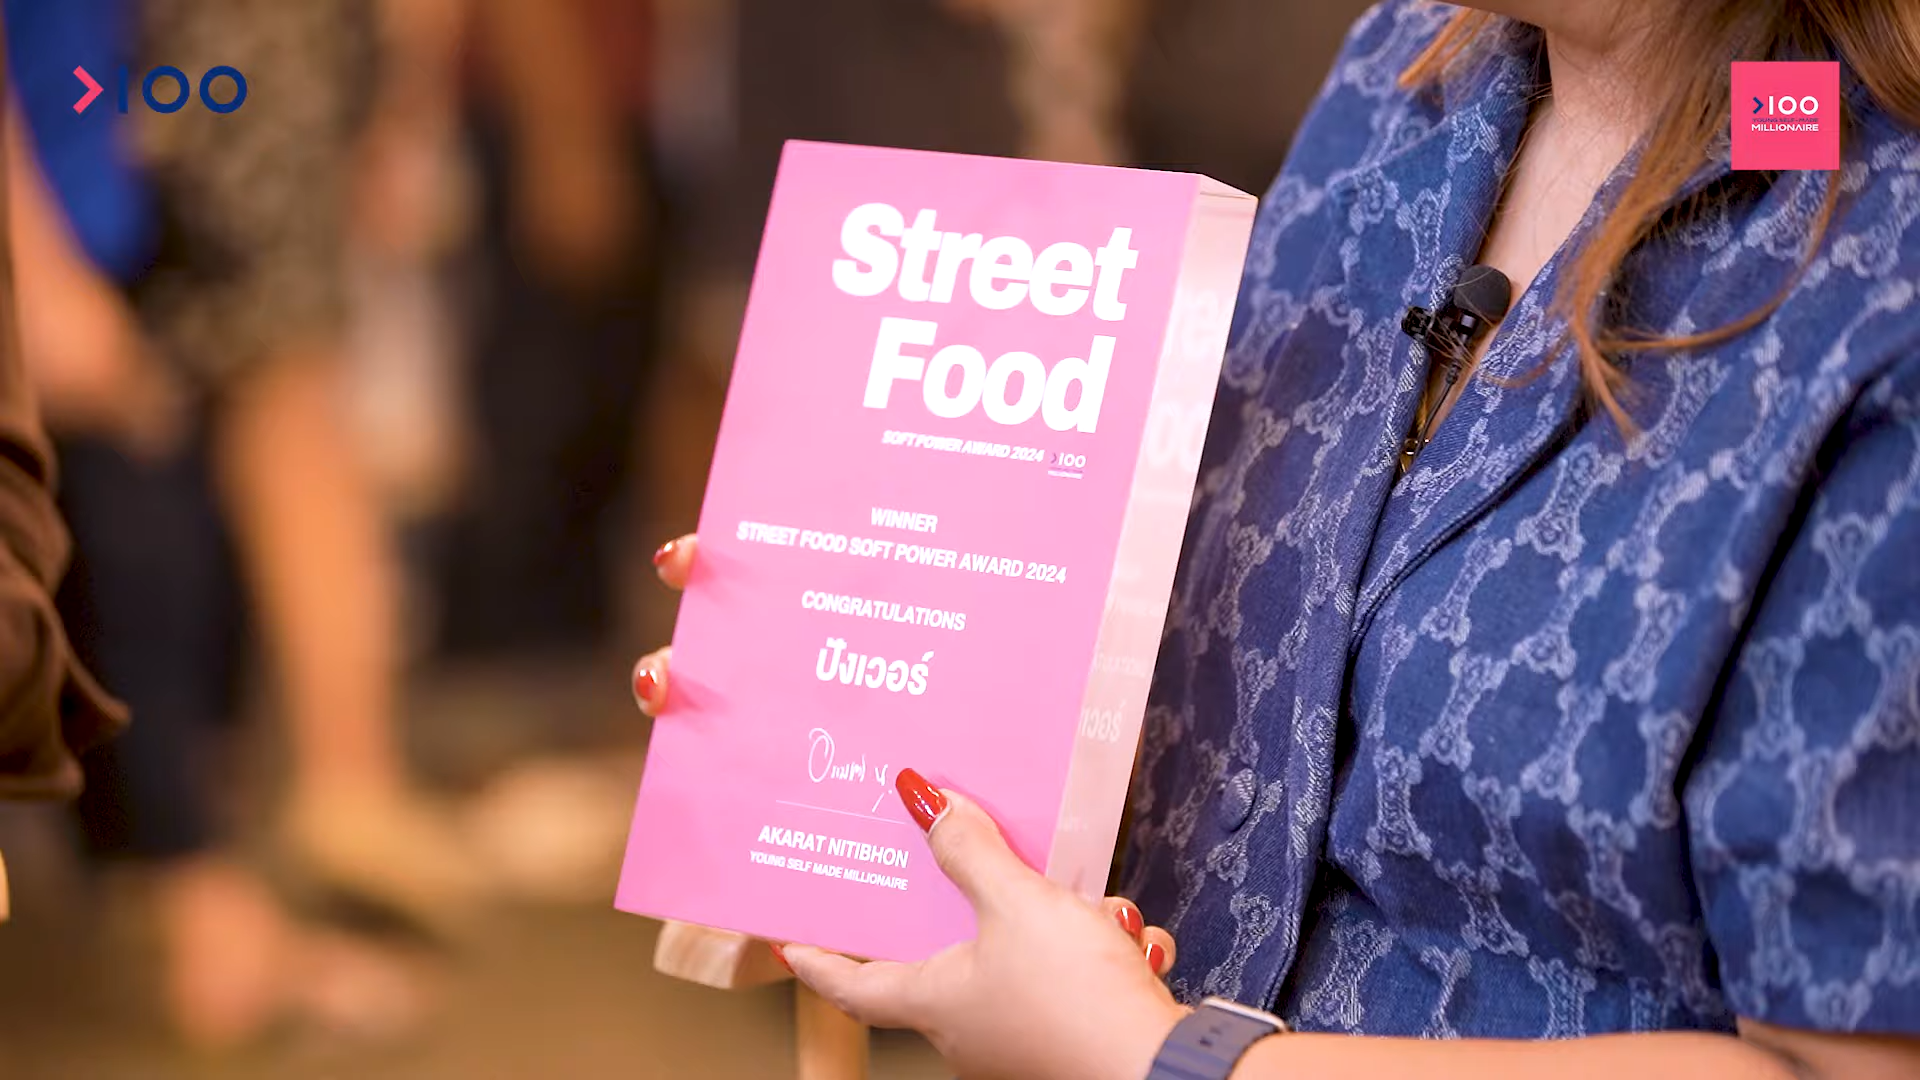 >100
>100
YOUNG SELF-MADE
MILLIONAIRE
Street
Food
SOFT POWER AWARD 2024 >100
WINNER
STREET FOOD SOFT POWER AWARD 2024
CONGRATULATIONS
ปังเวอร์
AKARAT NITIBHON
YOUNG SELF MADE MILLIONAIRE